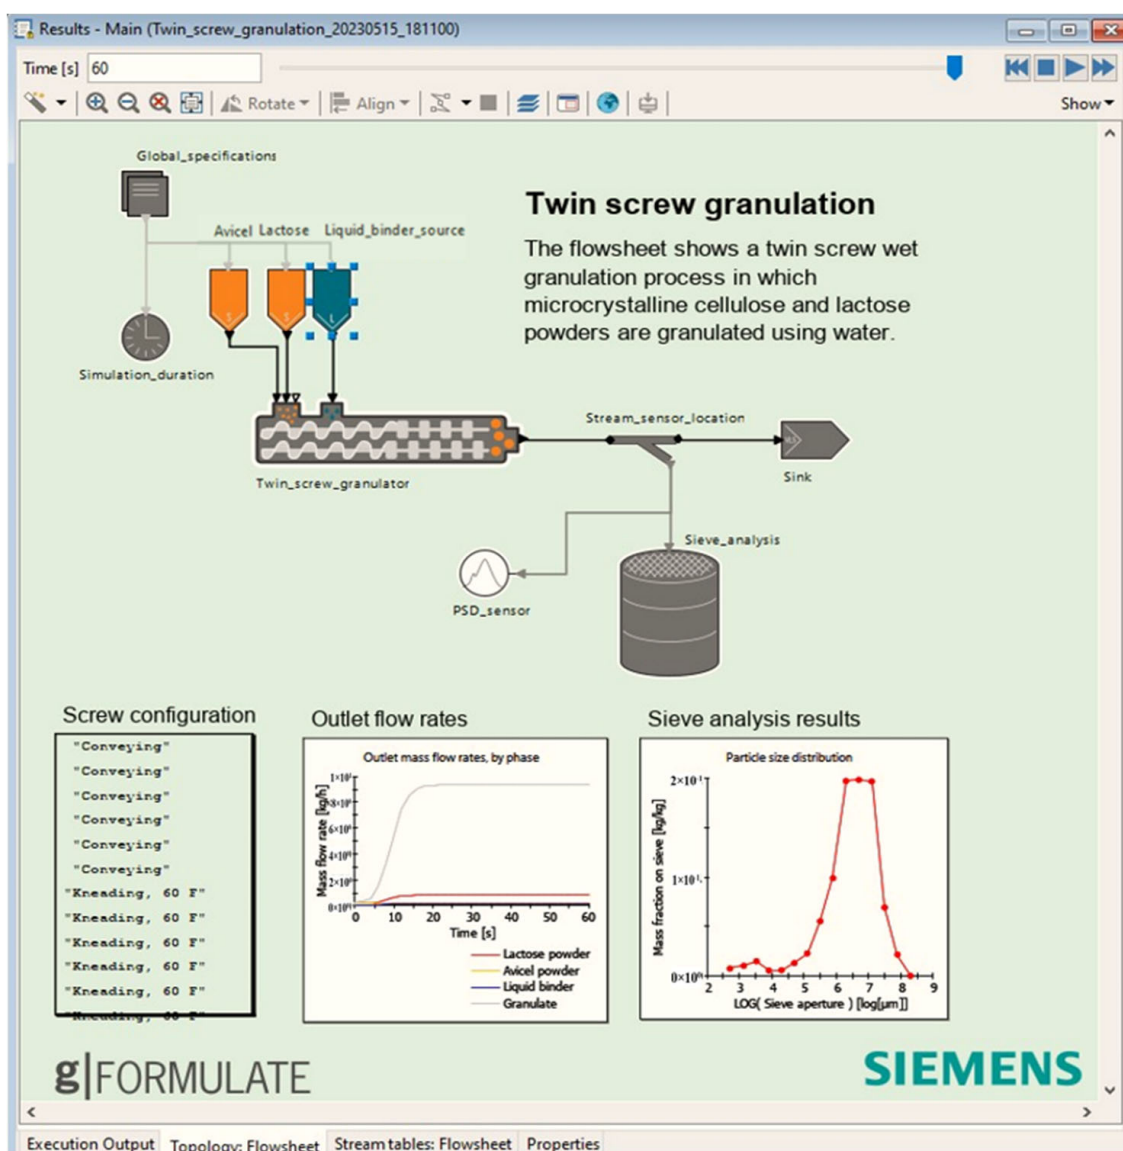 Results - Main (Twin_screw_granulation_20230515_181100)
Time [s] 60
Rotate
Align
Show
Global_specifications
Avicel Lactose Liquid_binder_source
S S L
Simulation_duration
Twin screw granulation
The flowsheet shows a twin screw wet
granulation process in which
microcrystalline cellulose and lactose
powders are granulated using water.
Stream_sensor_location
Twin_screw_granulator
Sink
Sieve_analysis
PSD_sensor
Screw configuration
"Conveying"
"Conveying"
"Conveying"
"Conveying"
"Conveying"
"Conveying"
"Kneading, 60 F"
"Kneading, 60 F"
"Kneading, 60 F"
"Kneading, 60 F"
"Kneading, 60 F"
"Kneading, 60 F"
Outlet flow rates
Outlet mass flow rates, by phase
Mass flow rate [kg/h]
0 10 20 30 40 50 60
Time [s]
Lactose powder
Avicel powder
Liquid binder
Granulate
Sieve analysis results
Particle size distribution
Mass fraction on sieve [kg/kg]
2 3 4 5 6 7 8 9
LOG( Sieve aperture ) [log[µm]]
g|FORMULATE
SIEMENS
Execution Output Topology: Flowsheet Stream tables: Flowsheet Properties